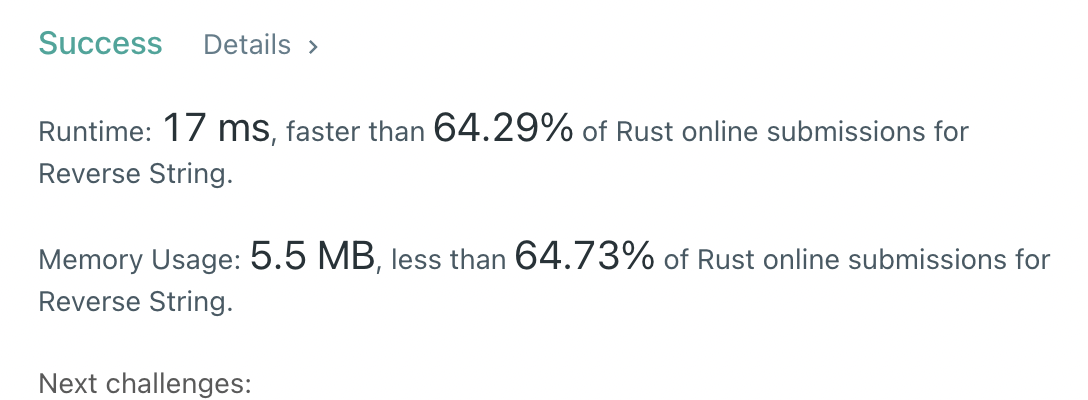 Success Details >
Runtime: 17 ms, faster than 64.29% of Rust online submissions for
Reverse String.
Memory Usage: 5.5 MB, less than 64.73% of Rust online submissions for
Reverse String.
Next challenges: